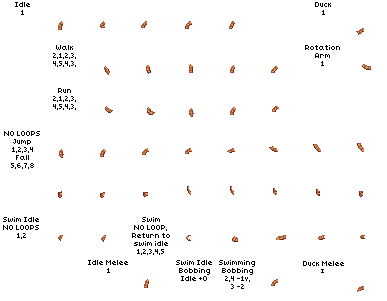 Idle
1
Duck
1
Walk
2,1,2,3,
4,5,4,3,
Rotation
Arm
1
Run
2,1,2,3,
4,5,4,3,
NO LOOPS
Jump
1,2,3,4
Fall
5,6,7,8
Swim Idle
NO LOOPS
1,2
Swim
NO LOOP,
Return to
swim idle
1,2,3,4,5
Idle Melee
1
Swim Idle
Bobbing
Idle +0
Swimming
Bobbing
2,4 -1v,
3 -2
Duck Melee
1